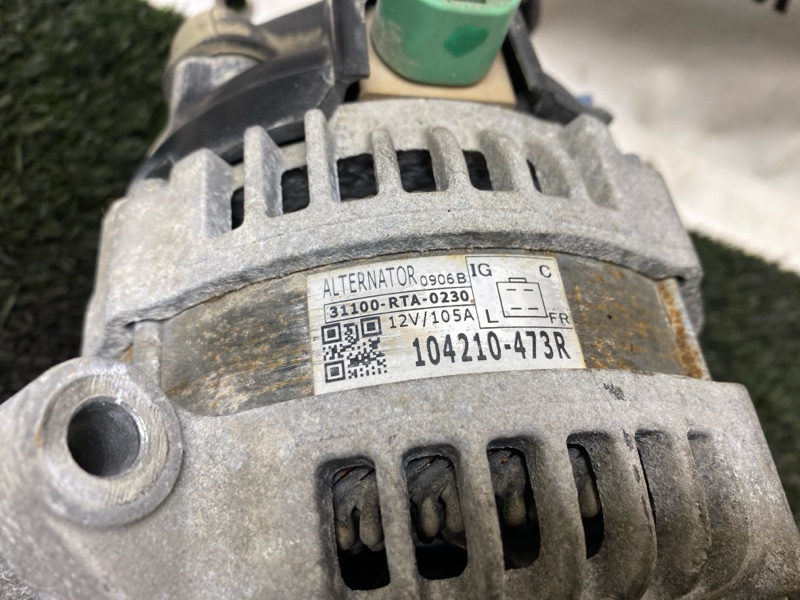 ALTERNATOR 0906B
31100-RTA-0230
12V/105A
IG C
L FR
104210-473R